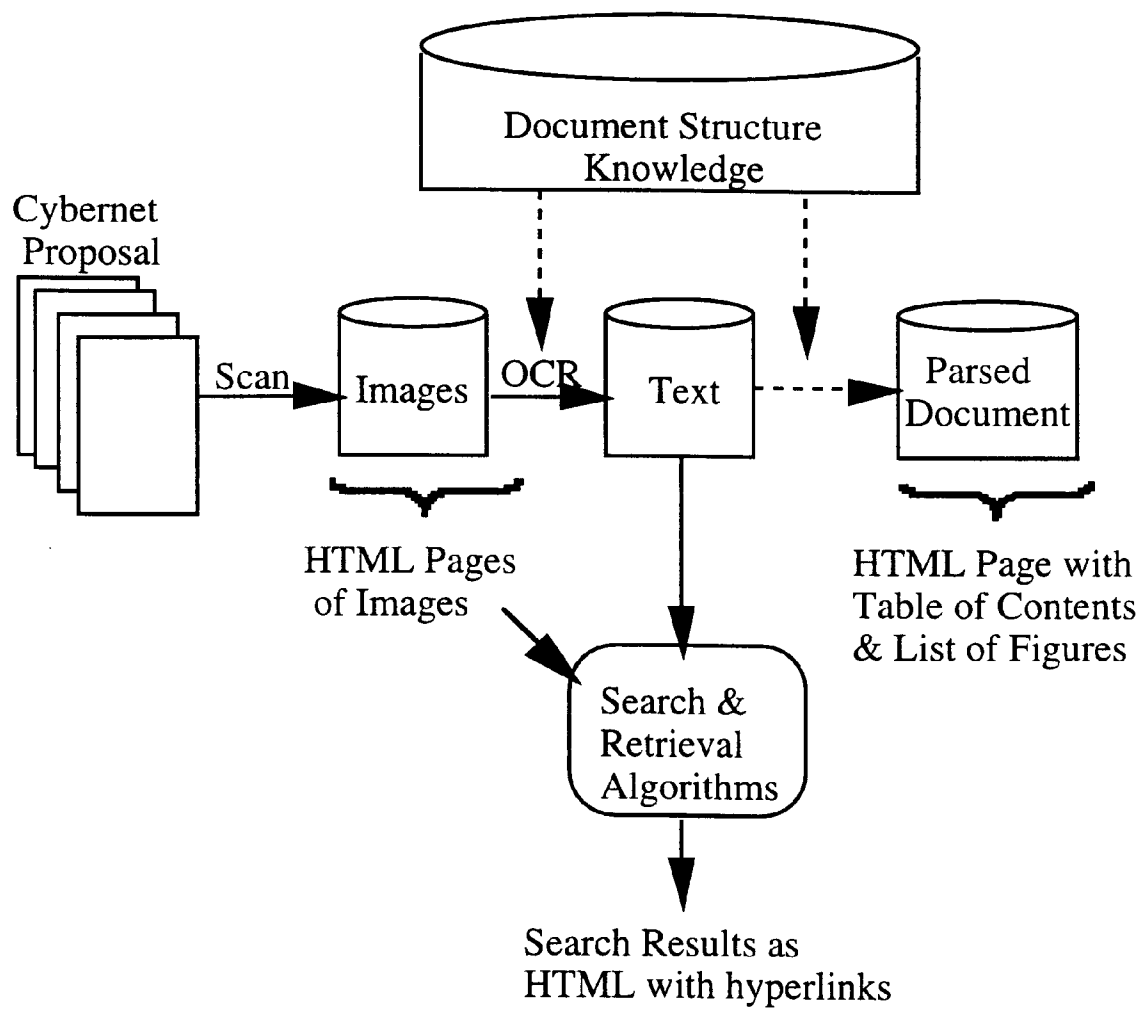 Document Structure
Knowledge
Cybernet
Proposal
Scan
Images
OCR
Text
Parsed
Document
HTML Pages
of Images
HTML Page with
Table of Contents
& List of Figures
Search &
Retrieval
Algorithms
Search Results as
HTML with hyperlinks